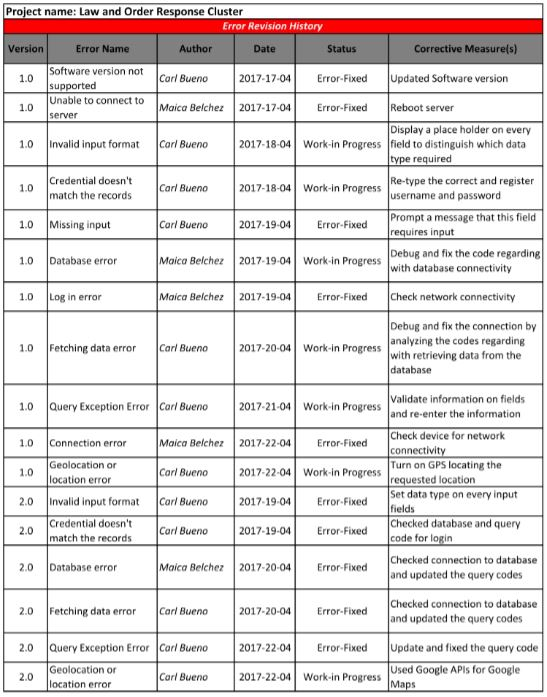 Project name: Law and Order Response Cluster
Error Revision History
Version Error Name Author Date Status Corrective Measure(s)
1.0 Software version not supported Carl Bueno 2017-17-04 Error-Fixed Updated Software version
1.0 Unable to connect to server Maica Belchez 2017-17-04 Error-Fixed Reboot server
1.0 Invalid input format Carl Bueno 2017-18-04 Work-in Progress Display a place holder on every field to distinguish which data type required
1.0 Credential doesn't match the records Carl Bueno 2017-18-04 Work-in Progress Re-type the correct and register username and password
1.0 Missing input Carl Bueno 2017-19-04 Error-Fixed Prompt a message that this field requires input
1.0 Database error Maica Belchez 2017-19-04 Work-in Progress Debug and fix the code regarding with database connectivity
1.0 Log in error Maica Belchez 2017-19-04 Error-Fixed Check network connectivity
1.0 Fetching data error Carl Bueno 2017-20-04 Work-in Progress Debug and fix the connection by analyzing the codes regarding with retrieving data from the database
1.0 Query Exception Error Carl Bueno 2017-21-04 Work-in Progress Validate information on fields and re-enter the information
1.0 Connection error Maica Belchez 2017-22-04 Error-Fixed Check device for network connectivity
1.0 Geolocation or location error Carl Bueno 2017-22-04 Work-in Progress Turn on GPS locating the requested location
2.0 Invalid input format Carl Bueno 2017-19-04 Error-Fixed Set data type on every input fields
2.0 Credential doesn't match the records Carl Bueno 2017-19-04 Error-Fixed Checked database and query code for login
2.0 Database error Maica Belchez 2017-20-04 Error-Fixed Checked connection to database and updated the query codes
2.0 Fetching data error Carl Bueno 2017-20-04 Error-Fixed Checked connection to database and updated the query codes
2.0 Query Exception Error Carl Bueno 2017-22-04 Error-Fixed Update and fixed the query code
2.0 Geolocation or location error Carl Bueno 2017-22-04 Work-in Progress Used Google APIs for Google Maps